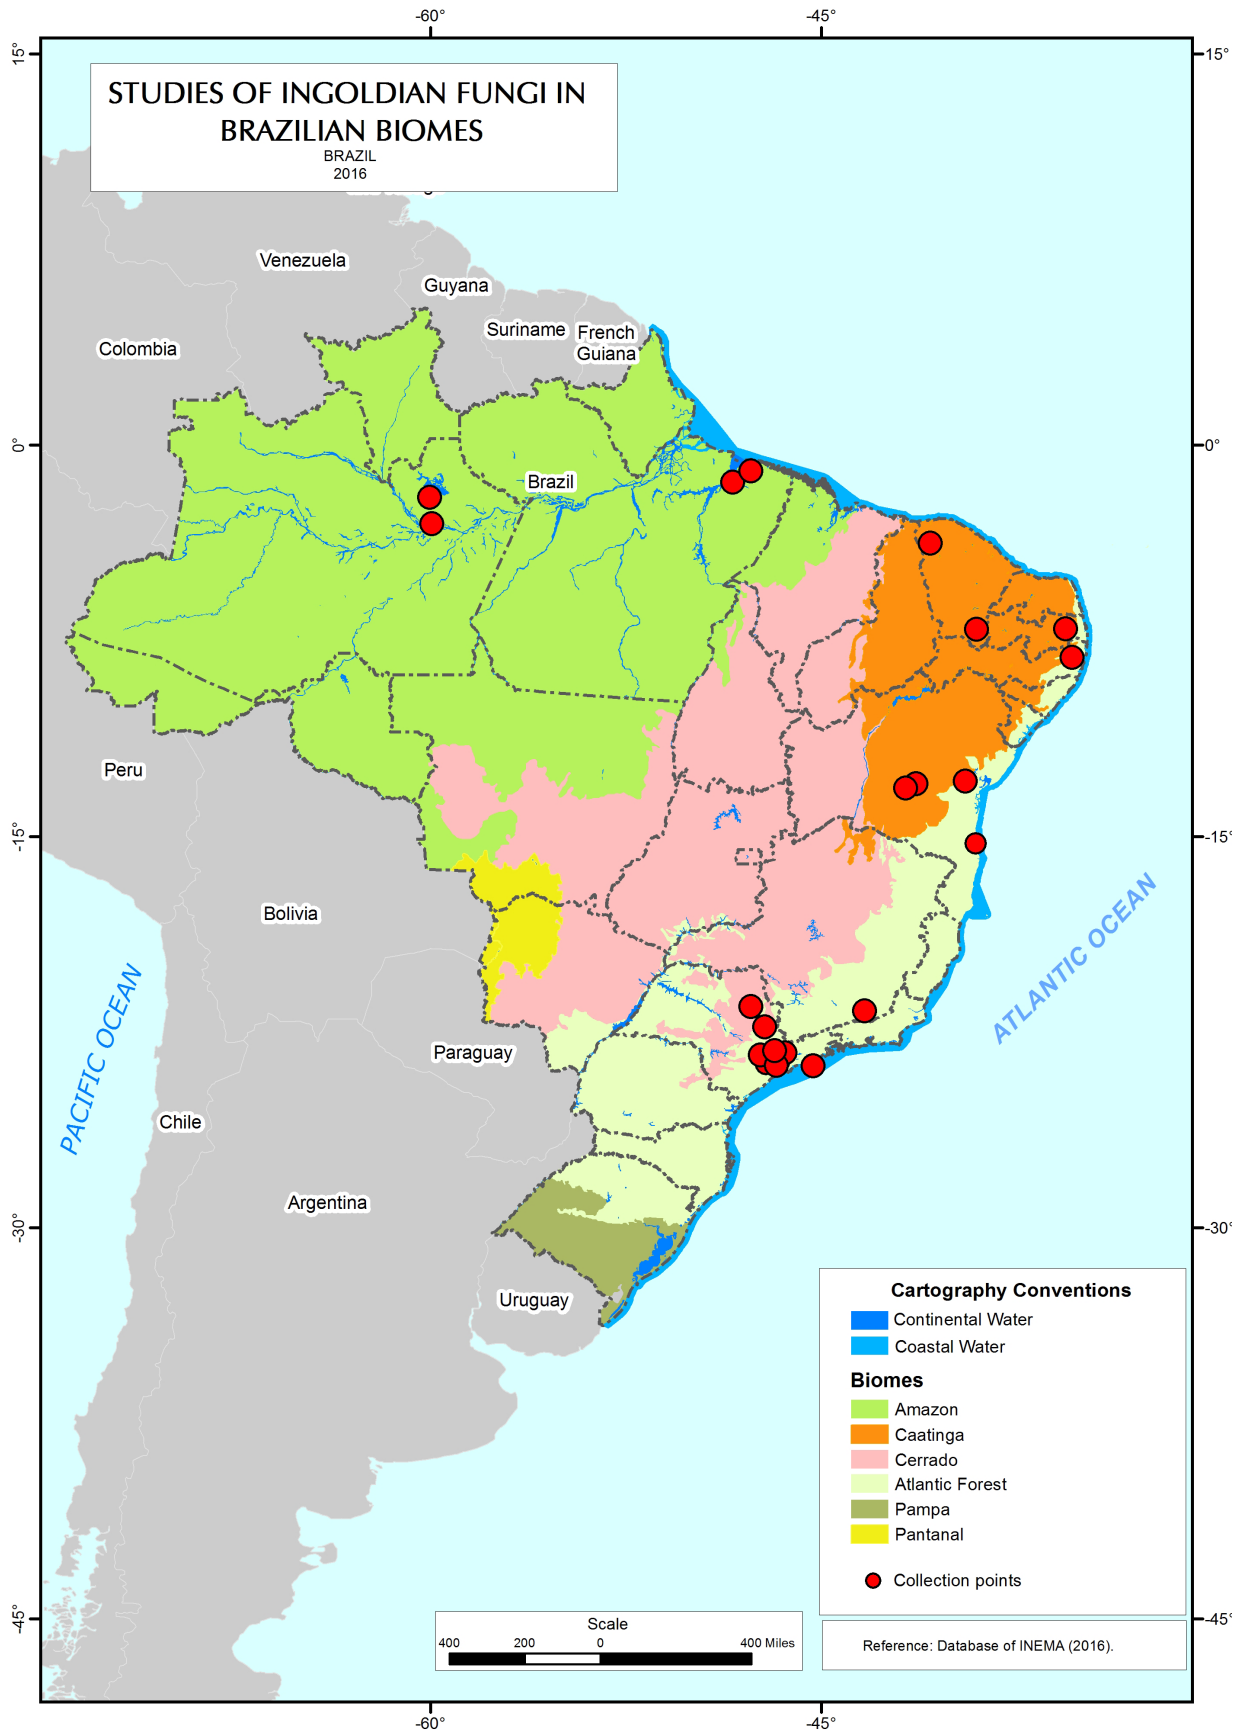 -60°
-45°
15°
15°
STUDIES OF INGOLDIAN FUNGI IN
BRAZILIAN BIOMES
BRAZIL
2016
Venezuela
Guyana
Suriname
French
Guiana
Colombia
0°
0°
Brazil
Peru
-15°
-15°
Bolivia
ATLANTIC OCEAN
PACIFIC OCEAN
Paraguay
Chile
Argentina
-30°
-30°
Uruguay
Cartography Conventions
Continental Water
Coastal Water
Biomes
Amazon
Caatinga
Cerrado
Atlantic Forest
Pampa
Pantanal
Collection points
-45°
-45°
Scale
400 200 0 400 Miles
Reference: Database of INEMA (2016).
-60°
-45°